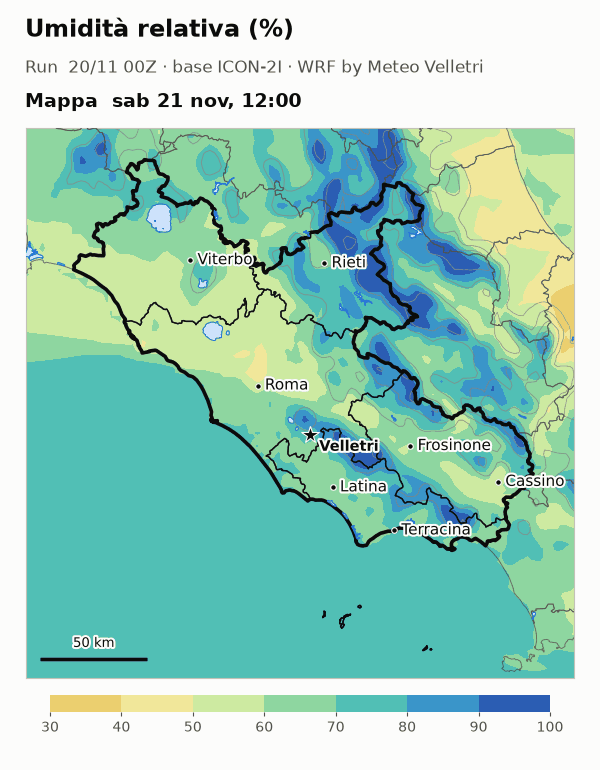 Umidità relativa (%)
Run  20/11 00Z · base ICON-2I · WRF by Meteo Velletri
Mappa  sab 21 nov, 12:00
Viterbo
Rieti
Roma
Velletri
Frosinone
Cassino
Latina
Terracina
50 km
30 40 50 60 70 80 90 100